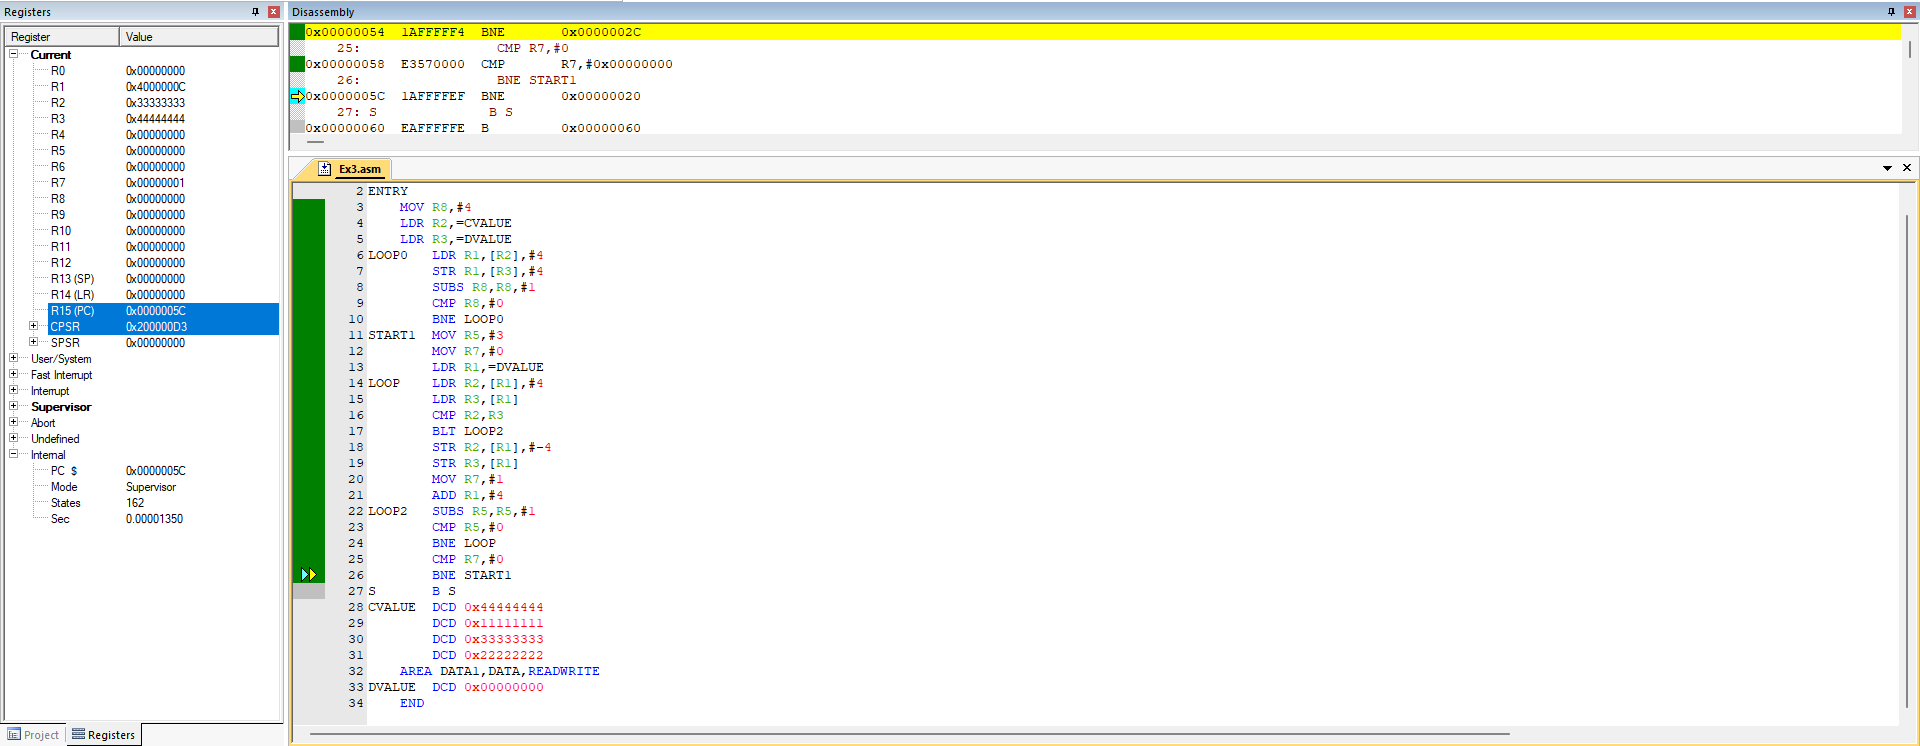 Registers
Register Value
Current
R0 0x00000000
R1 0x4000000C
R2 0x33333333
R3 0x44444444
R4 0x00000000
R5 0x00000000
R6 0x00000000
R7 0x00000001
R8 0x00000000
R9 0x00000000
R10 0x00000000
R11 0x00000000
R12 0x00000000
R13 (SP) 0x00000000
R14 (LR) 0x00000000
R15 (PC) 0x0000005C
CPSR 0x200000D3
SPSR 0x00000000
User/System
Fast Interrupt
Interrupt
Supervisor
Abort
Undefined
Internal
PC $ 0x0000005C
Mode Supervisor
States 162
Sec 0.00001350
Project Registers
Disassembly
0x00000054 1AFFFFF4 BNE 0x0000002C
25: CMP R7,#0
0x00000058 E3570000 CMP R7,#0x00000000
26: BNE START1
0x0000005C 1AFFFFEF BNE 0x00000020
27: S B S
0x00000060 EAFFFFFE B 0x00000060
Ex3.asm
2 ENTRY
3 MOV R8,#4
4 LDR R2,=CVALUE
5 LDR R3,=DVALUE
6 LOOP0 LDR R1,[R2],#4
7 STR R1,[R3],#4
8 SUBS R8,R8,#1
9 CMP R8,#0
10 BNE LOOP0
11 START1 MOV R5,#3
12 MOV R7,#0
13 LDR R1,=DVALUE
14 LOOP LDR R2,[R1],#4
15 LDR R3,[R1]
16 CMP R2,R3
17 BLT LOOP2
18 STR R2,[R1],#-4
19 STR R3,[R1]
20 MOV R7,#1
21 ADD R1,#4
22 LOOP2 SUBS R5,R5,#1
23 CMP R5,#0
24 BNE LOOP
25 CMP R7,#0
26 BNE START1
27 S B S
28 CVALUE DCD 0x44444444
29 DCD 0x11111111
30 DCD 0x33333333
31 DCD 0x22222222
32 AREA DATA1,DATA,READWRITE
33 DVALUE DCD 0x00000000
34 END